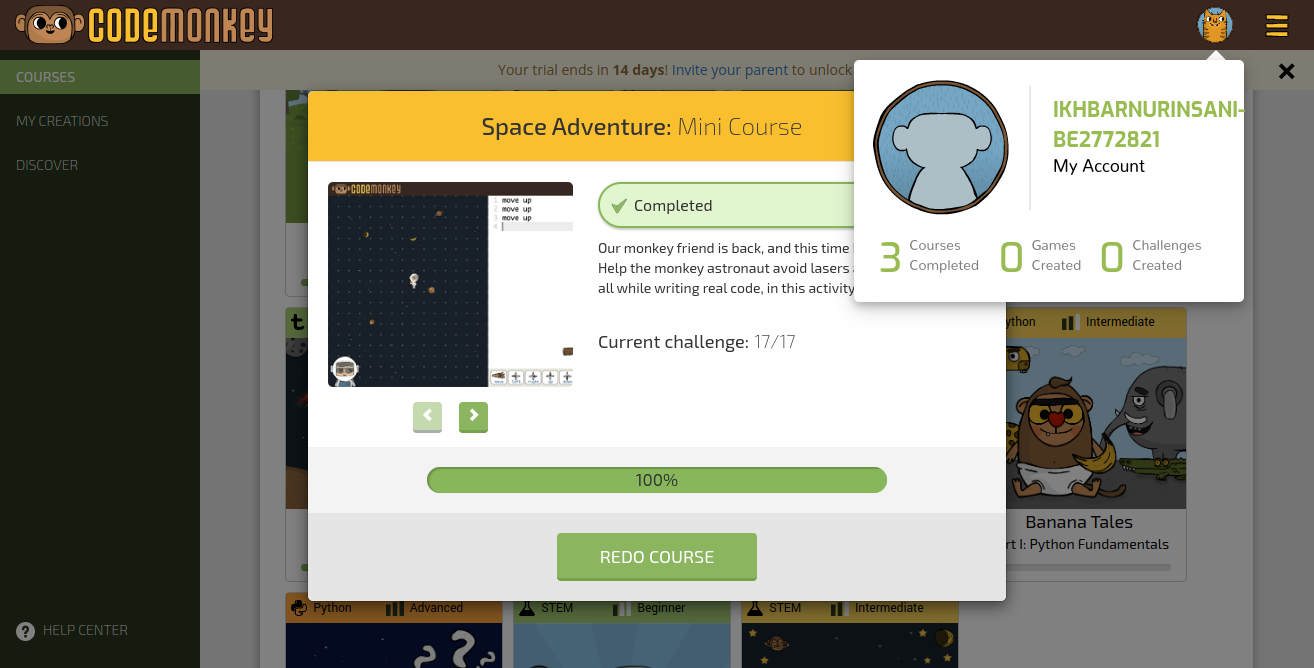 CODEMONKEY
COURSES
MY CREATIONS
DISCOVER
HELP CENTER
Your trial ends in 14 days! Invite your parent to unlock
IKHBARNURINSANI-
BE2772821
My Account
3 Courses Completed
0 Games Created
0 Challenges Created
Space Adventure: Mini Course
CODEMONKEY
1 move up
2 move up
3 move up
4
Completed
Our monkey friend is back, and this time
Help the monkey astronaut avoid lasers
all while writing real code, in this activity
Current challenge: 17/17
100%
REDO COURSE
Intermediate
Banana Tales
Python Fundamentals
Python Advanced
STEM Beginner
STEM Intermediate